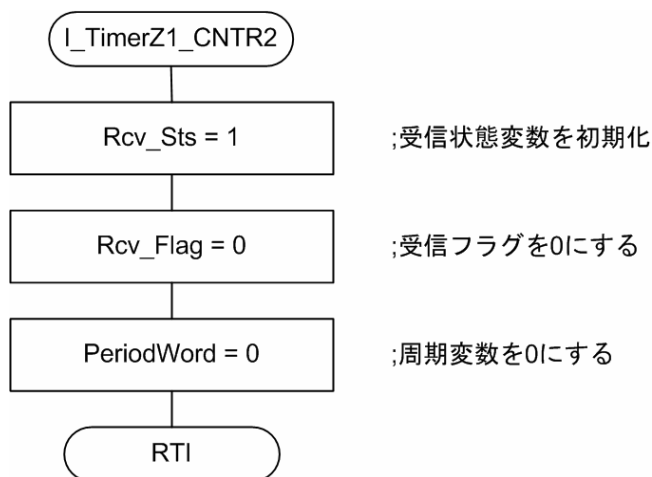 I_TimerZ1_CNTR2
Rcv_Sts = 1 ;受信状態変数を初期化
Rcv_Flag = 0 ;受信フラグを0にする
PeriodWord = 0 ;周期変数を0にする
RTI